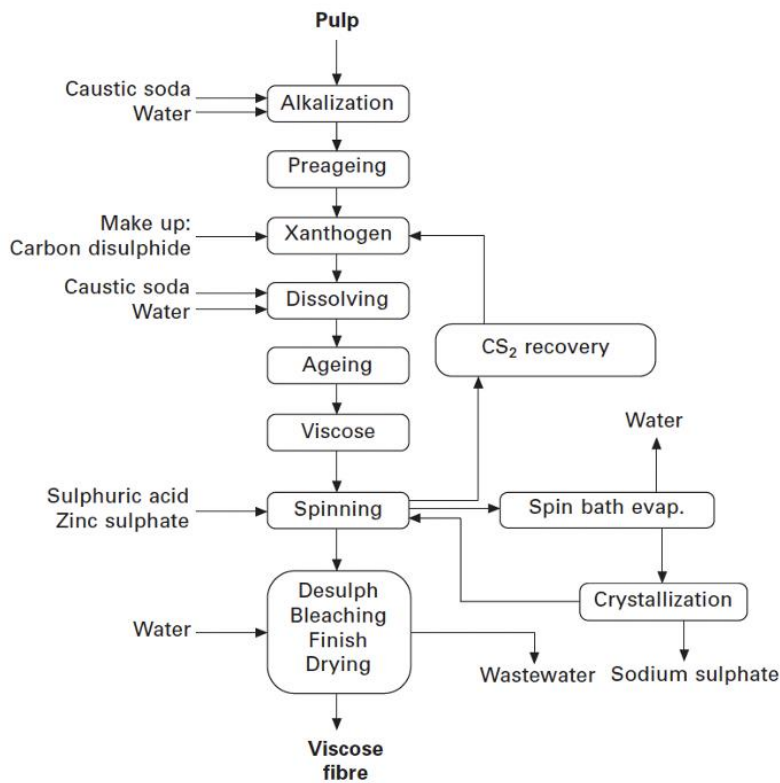 Pulp
Caustic soda
Water
Alkalization
Preageing
Make up:
Carbon disulphide
Xanthogen
Caustic soda
Water
Dissolving
CS₂ recovery
Ageing
Viscose
Water
Sulphuric acid
Zinc sulphate
Spinning
Spin bath evap.
Desulph
Bleaching
Finish
Drying
Crystallization
Water
Wastewater
Sodium sulphate
Viscose
fibre